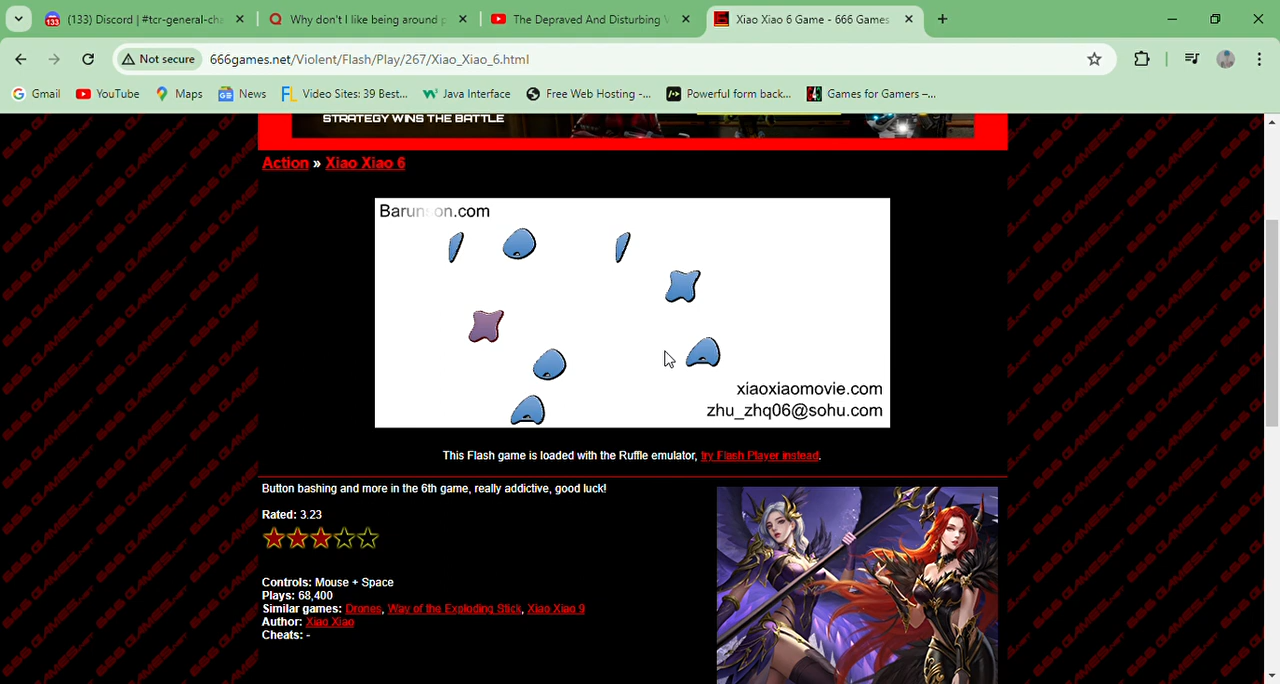 (133) Discord | #tcr-general-cha
Why don't I like being around p
The Depraved And Disturbing V
Xiao Xiao 6 Game - 666 Games
Not secure
666games.net/Violent/Flash/Play/267/Xiao_Xiao_6.html
Gmail
YouTube
Maps
News
Video Sites: 39 Best...
Java Interface
Free Web Hosting -...
Powerful form back...
Games for Gamers –...
STRATEGY WINS THE BATTLE
Action » Xiao Xiao 6
Barunson.com
xiaoxiaomovie.com
zhu_zhq06@sohu.com
This Flash game is loaded with the Ruffle emulator, try Flash Player instead.
Button bashing and more in the 6th game, really addictive, good luck!
Rated: 3.23
Controls: Mouse + Space
Plays: 68,400
Similar games: Drones, Way of the Exploding Stick, Xiao Xiao 9
Author: Xiao Xiao
Cheats: -